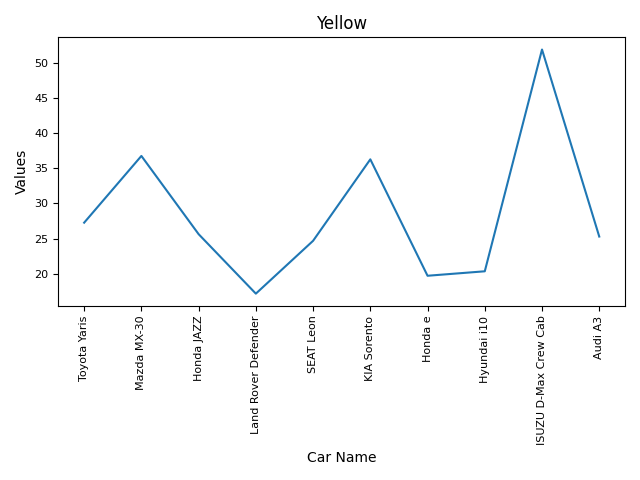 Yellow
Values
50
45
40
35
30
25
20
Toyota Yaris
Mazda MX-30
Honda JAZZ
Land Rover Defender
SEAT Leon
KIA Sorento
Honda e
Hyundai i10
ISUZU D-Max Crew Cab
Audi A3
Car Name